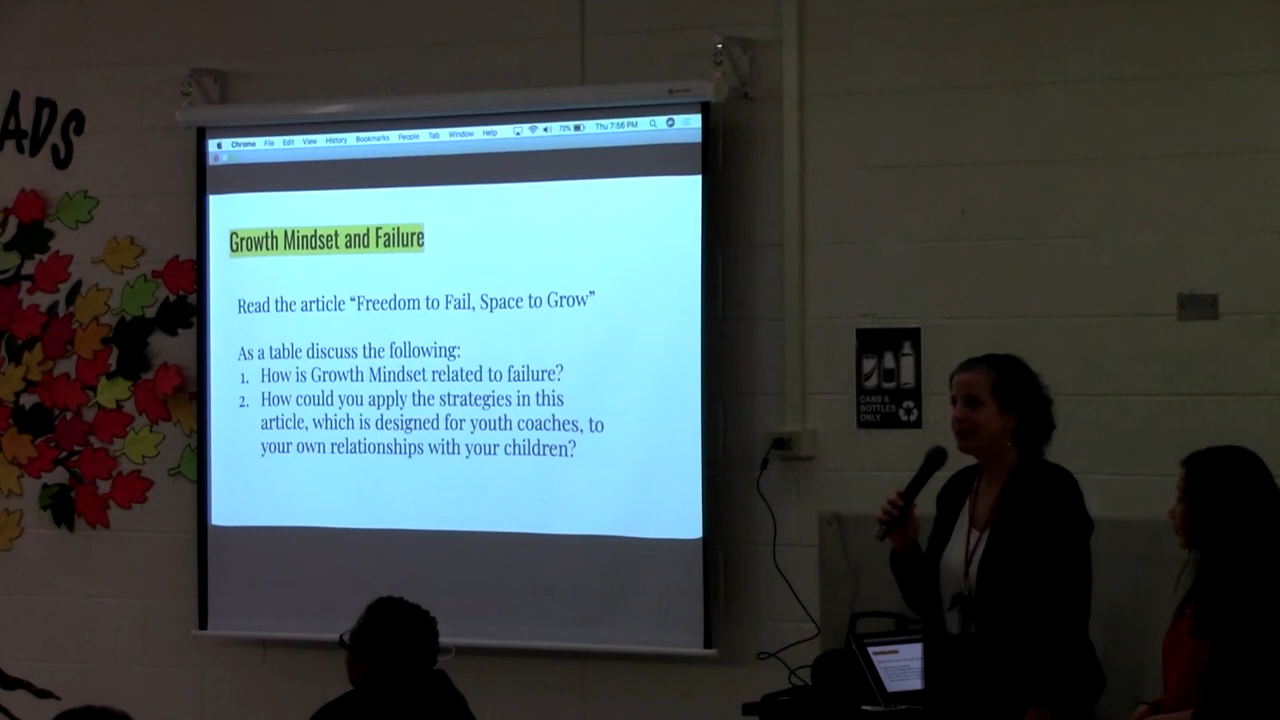 ADS
Chrome File Edit View History Bookmarks People Tab Window Help 73% Thu 7:56 PM
Growth Mindset and Failure
Read the article “Freedom to Fail, Space to Grow”
As a table discuss the following:
1. How is Growth Mindset related to failure?
2. How could you apply the strategies in this
article, which is designed for youth coaches, to
your own relationships with your children?
CANS &
BOTTLES
ONLY